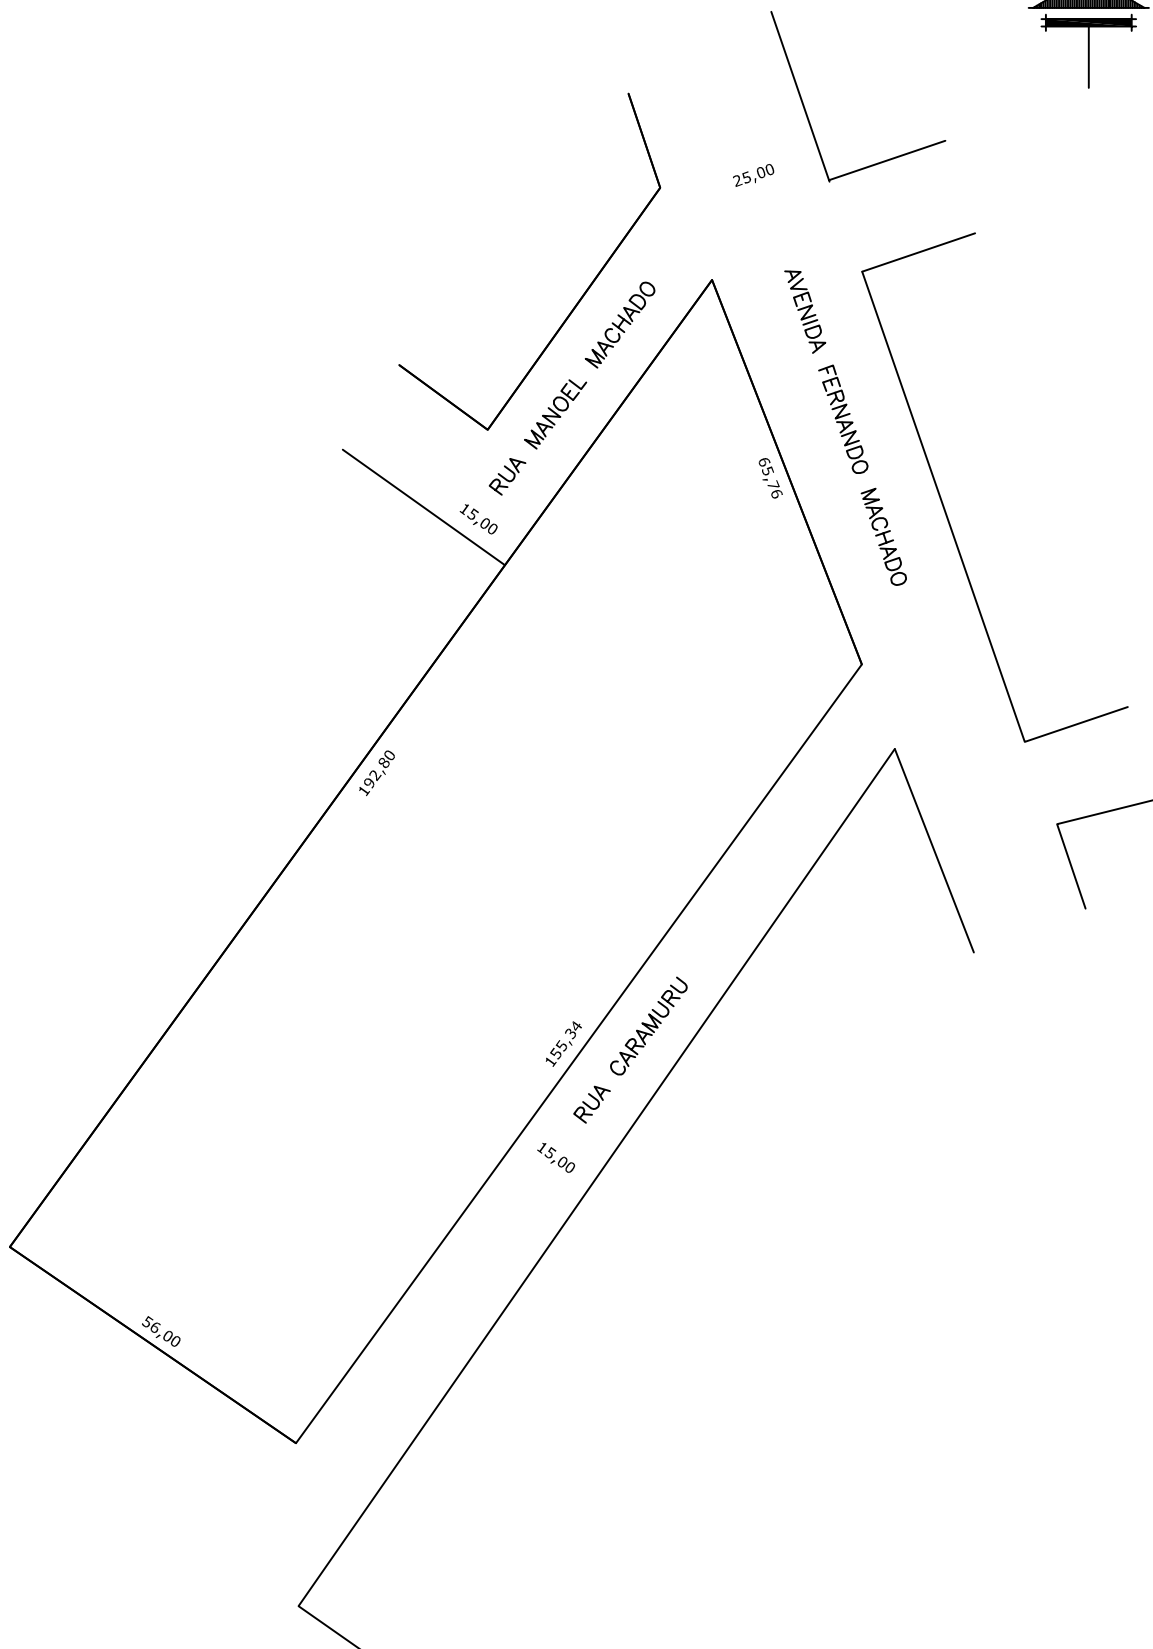 25,00
RUA MANOEL MACHADO
AVENIDA FERNANDO MACHADO
65,76
15,00
192,80
RUA CARAMURU
155,34
15,00
56,00